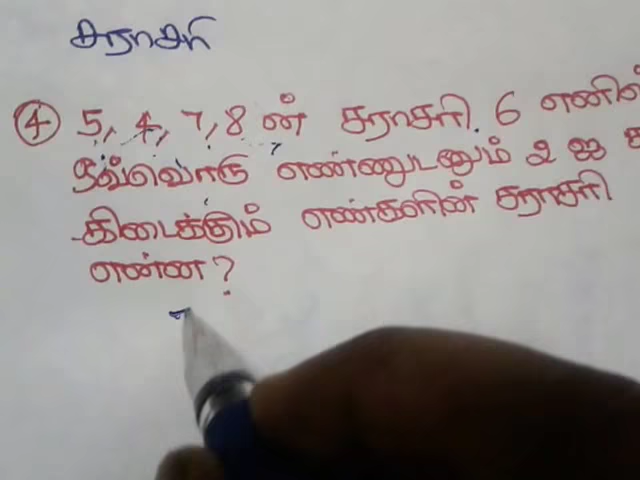 சராசரி
④ 5, 4, 7, 8 ன் சராசரி 6 எனின்
ஒவ்வொரு எண்ணுடனும் 2 ஐ
கிடைக்கும் எண்களின் சராசரி
என்ன?